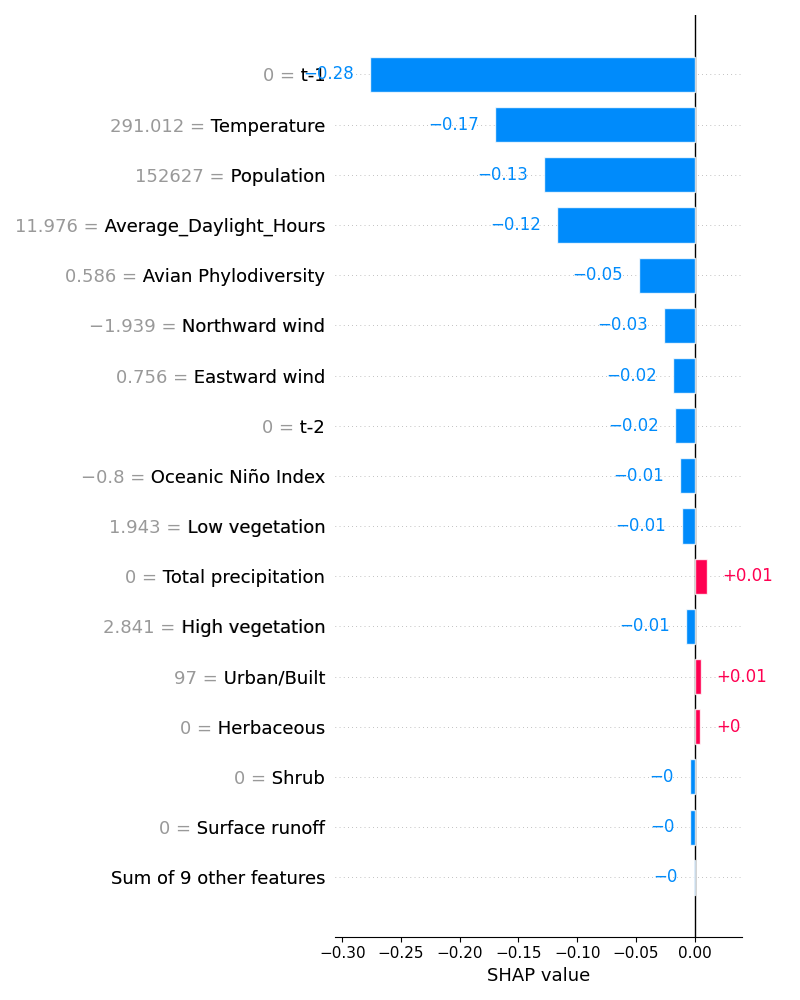 0 = t-1 −0.28
291.012 = Temperature −0.17
152627 = Population −0.13
11.976 = Average_Daylight_Hours −0.12
0.586 = Avian Phylodiversity −0.05
−1.939 = Northward wind −0.03
0.756 = Eastward wind −0.02
0 = t-2 −0.02
−0.8 = Oceanic Niño Index −0.01
1.943 = Low vegetation −0.01
0 = Total precipitation +0.01
2.841 = High vegetation −0.01
97 = Urban/Built +0.01
0 = Herbaceous +0
0 = Shrub −0
0 = Surface runoff −0
Sum of 9 other features −0
−0.30 −0.25 −0.20 −0.15 −0.10 −0.05 0.00
SHAP value